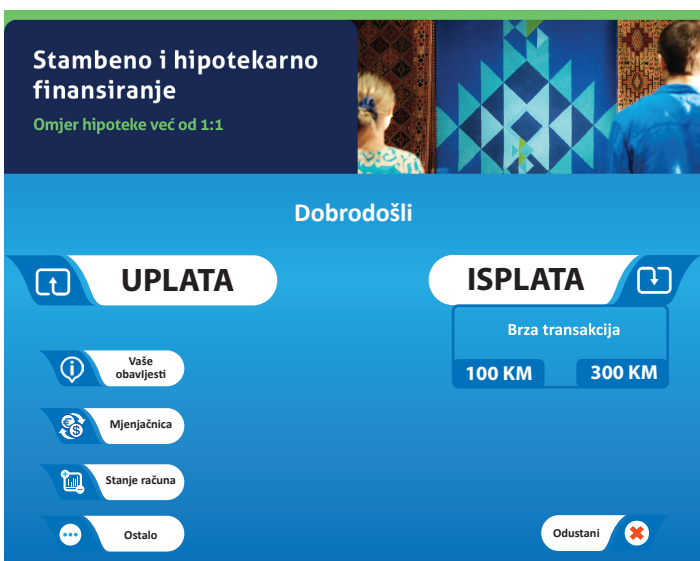 Stambeno i hipotekarno
finansiranje
Omjer hipoteke već od 1:1
Dobrodošli
UPLATA
ISPLATA
Brza transakcija
100 KM
300 KM
Vaše
obavljesti
Mjenjačnica
Stanje računa
Ostalo
Odustani